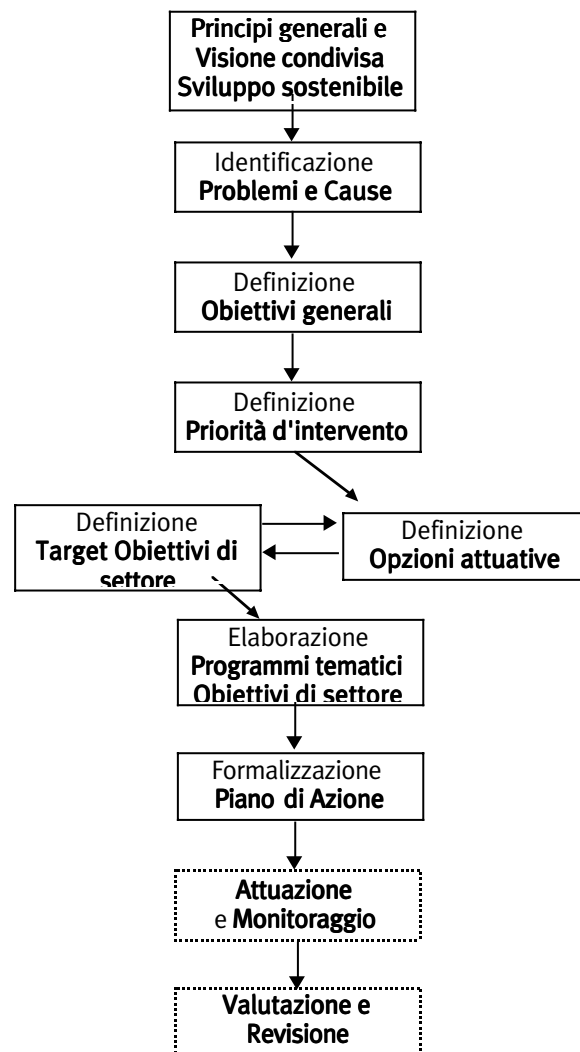 Principi generali e
Visione condivisa
Sviluppo sostenibile
Identificazione
Problemi e Cause
Definizione
Obiettivi generali
Definizione
Priorità d'intervento
Definizione
Target Obiettivi di
settore
Definizione
Opzioni attuative
Elaborazione
Programmi tematici
Obiettivi di settore
Formalizzazione
Piano di Azione
Attuazione
e Monitoraggio
Valutazione e
Revisione